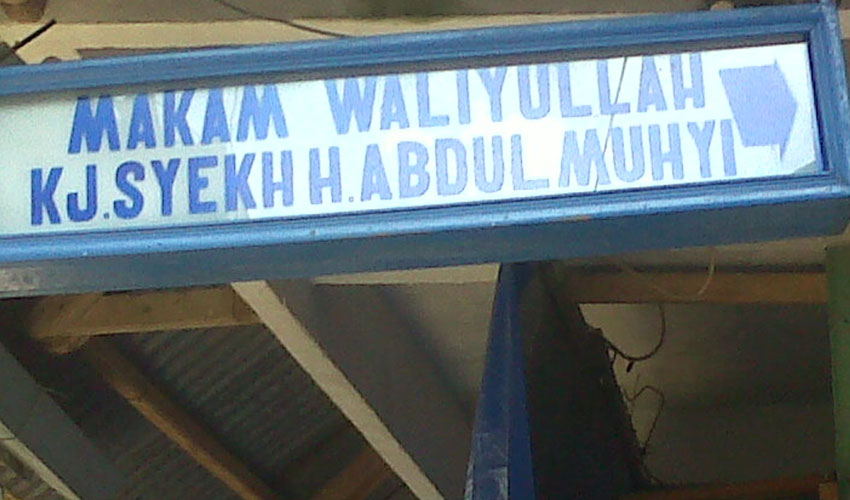 MAKAM WALIYULLAH
KJ.SYEKH H.ABDUL MUHYI